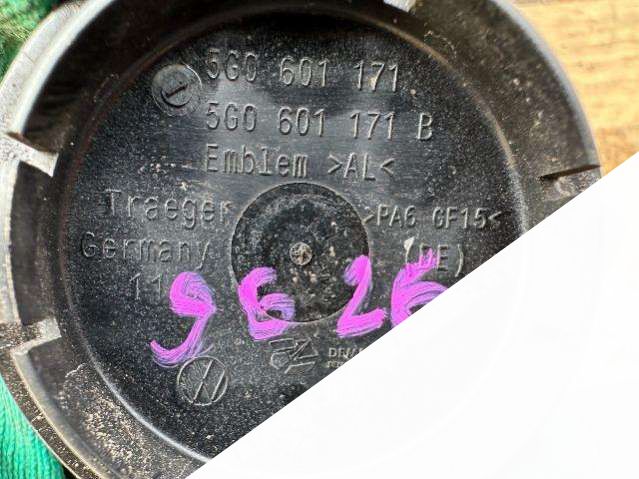 5G0 601 171
5G0 601 171 B
Emblem >AL<
Traeger >PA6 GF15<
Germany (DE)
9626